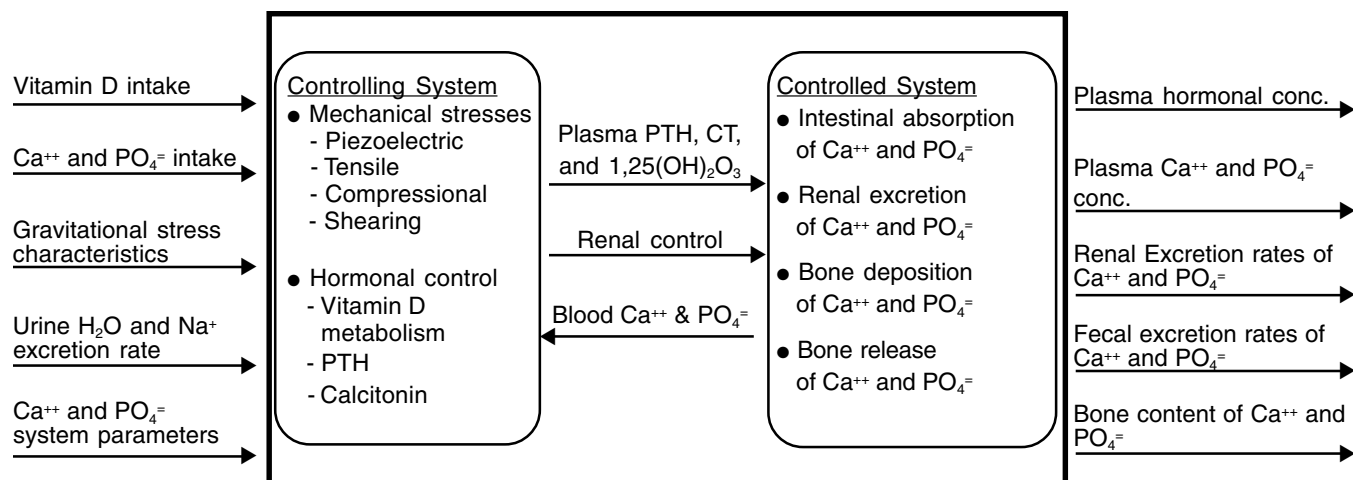 Vitamin D intake
Ca⁺⁺ and PO₄⁼ intake
Gravitational stress
characteristics
Urine H₂O and Na⁺
excretion rate
Ca⁺⁺ and PO₄⁼
system parameters
Controlling System
● Mechanical stresses
- Piezoelectric
- Tensile
- Compressional
- Shearing
● Hormonal control
- Vitamin D
metabolism
- PTH
- Calcitonin
Plasma PTH, CT,
and 1,25(OH)₂O₃
Renal control
Blood Ca⁺⁺ & PO₄⁼
Controlled System
● Intestinal absorption
of Ca⁺⁺ and PO₄⁼
● Renal excretion
of Ca⁺⁺ and PO₄⁼
● Bone deposition
of Ca⁺⁺ and PO₄⁼
● Bone release
of Ca⁺⁺ and PO₄⁼
Plasma hormonal conc.
Plasma Ca⁺⁺ and PO₄⁼
conc.
Renal Excretion rates of
Ca⁺⁺ and PO₄⁼
Fecal excretion rates of
Ca⁺⁺ and PO₄⁼
Bone content of Ca⁺⁺ and
PO₄⁼